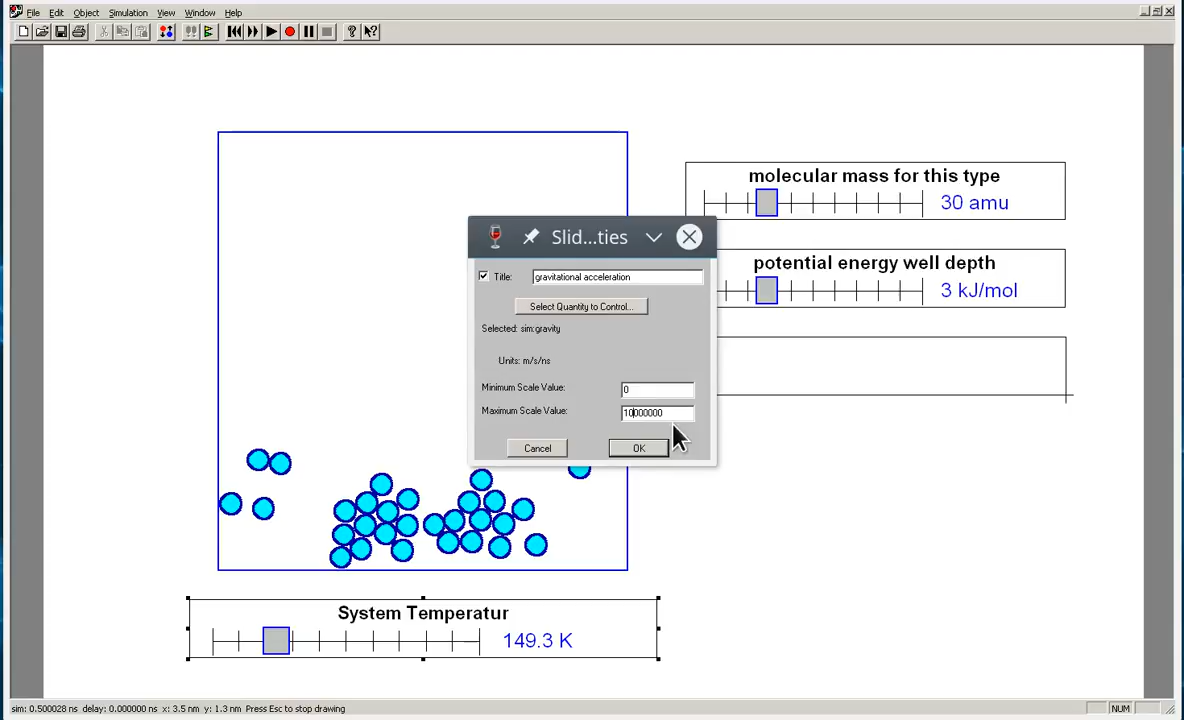 File Edit Object Simulation View Window Help
molecular mass for this type
30 amu
Slid...ties
Title: gravitational acceleration
potential energy well depth
3 kJ/mol
Select Quantity to Control...
Selected: sim:gravity
Units: m/s/ns
Minimum Scale Value: 0
Maximum Scale Value: 10000000
Cancel OK
System Temperatur
149.3 K
sim: 0.500028 ns delay: 0.000000 ns x: 3.5 nm y: 1.3 nm Press Esc to stop drawing
NUM